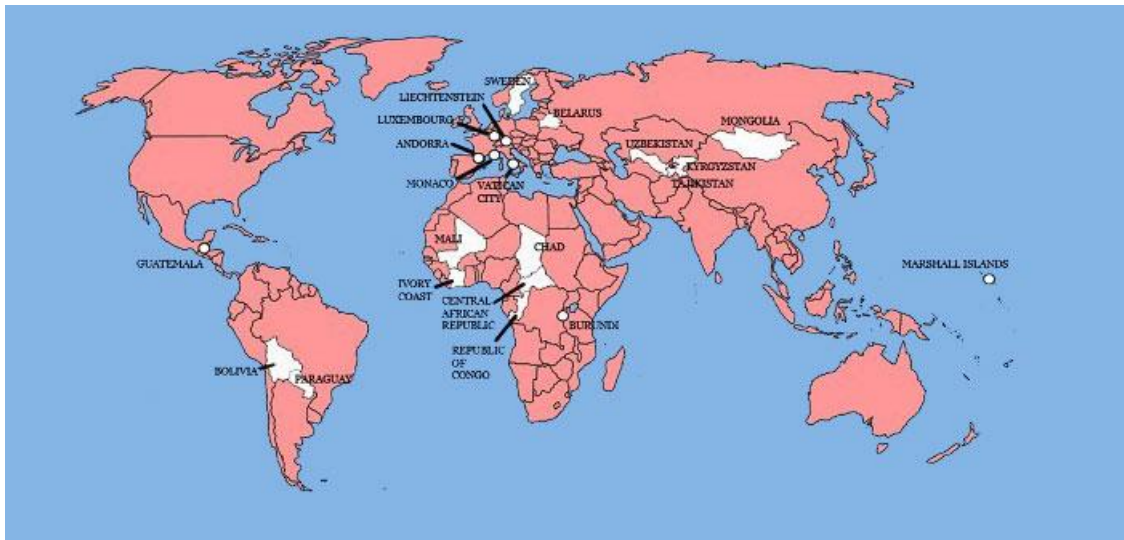 SWEDEN
LIECHTENSTEIN
LUXEMBOURG
BELARUS
MONGOLIA
ANDORRA
UZBEKISTAN
KYRGYZSTAN
MONACO
VATICAN
CITY
TAJIKISTAN
MALI
CHAD
GUATEMALA
MARSHALL ISLANDS
IVORY
COAST
CENTRAL
AFRICAN
REPUBLIC
BURUNDI
REPUBLIC
OF
CONGO
BOLIVIA
PARAGUAY